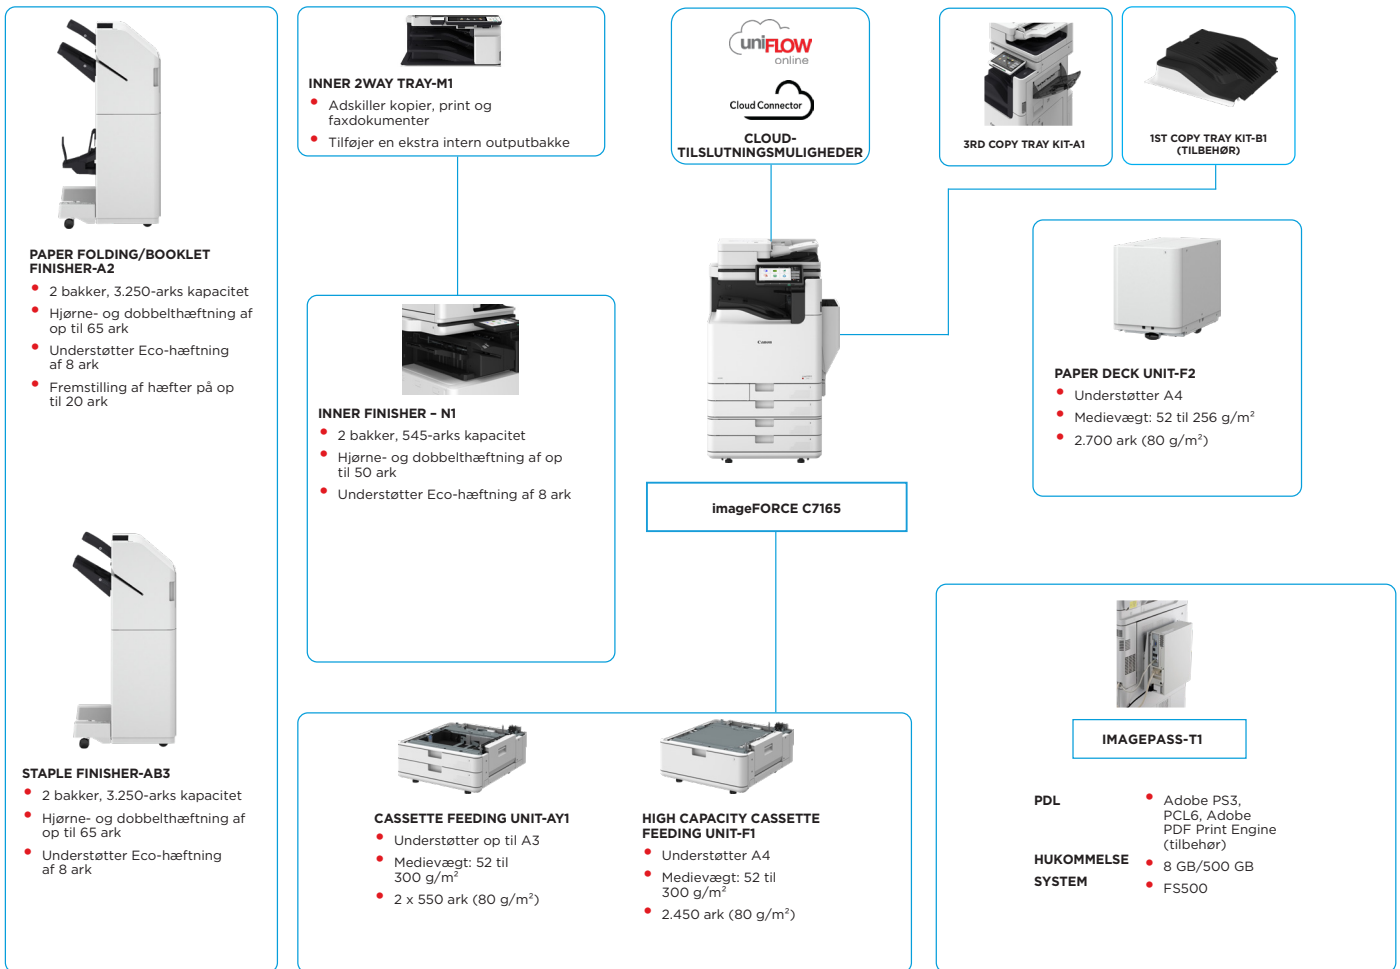 PAPER FOLDING/BOOKLET
FINISHER-A2
2 bakker, 3.250-arks kapacitet
Hjørne- og dobbelthæftning af
op til 65 ark
Understøtter Eco-hæftning
af 8 ark
Fremstilling af hæfter på op
til 20 ark
STAPLE FINISHER-AB3
2 bakker, 3.250-arks kapacitet
Hjørne- og dobbelthæftning af
op til 65 ark
Understøtter Eco-hæftning
af 8 ark
INNER 2WAY TRAY-M1
Adskiller kopier, print og
faxdokumenter
Tilføjer en ekstra intern outputbakke
INNER FINISHER – N1
2 bakker, 545-arks kapacitet
Hjørne- og dobbelthæftning af op
til 50 ark
Understøtter Eco-hæftning af 8 ark
uniFLOW
online
Cloud Connector
CLOUD-
TILSLUTNINGSMULIGHEDER
3RD COPY TRAY KIT-A1
1ST COPY TRAY KIT-B1
(TILBEHØR)
Canon
imageFORCE C7165
PAPER DECK UNIT-F2
Understøtter A4
Medievægt: 52 til 256 g/m²
2.700 ark (80 g/m²)
CASSETTE FEEDING UNIT-AY1
Understøtter op til A3
Medievægt: 52 til
300 g/m²
2 x 550 ark (80 g/m²)
HIGH CAPACITY CASSETTE
FEEDING UNIT-F1
Understøtter A4
Medievægt: 52 til
300 g/m²
2.450 ark (80 g/m²)
IMAGEPASS-T1
PDL
Adobe PS3,
PCL6, Adobe
PDF Print Engine
(tilbehør)
HUKOMMELSE
8 GB/500 GB
SYSTEM
FS500